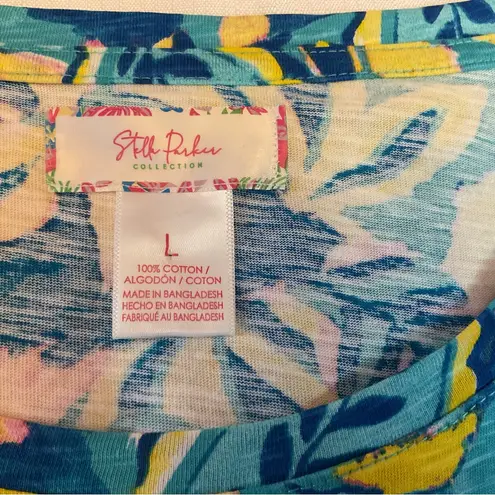 Stella Parker
COLLECTION
L
100% COTTON /
ALGODÓN / COTON
MADE IN BANGLADESH
HECHO EN BANGLADESH
FABRIQUÉ AU BANGLADESH